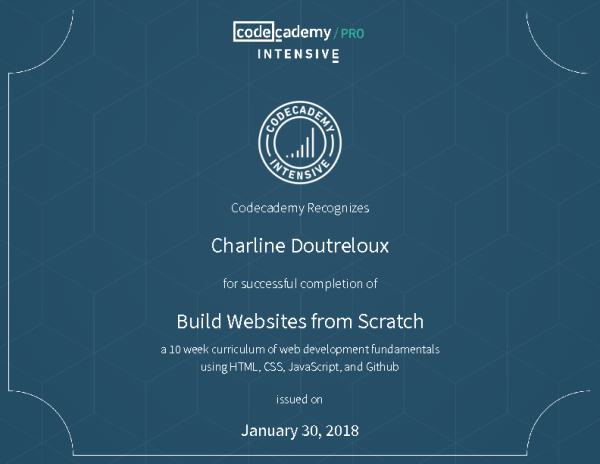 codecademy/PRO
INTENSIVE
CODECADEMY
INTENSIVE
Codecademy Recognizes
Charline Doutreloux
for successful completion of
Build Websites from Scratch
a 10 week curriculum of web development fundamentals
using HTML, CSS, JavaScript, and Github
issued on
January 30, 2018